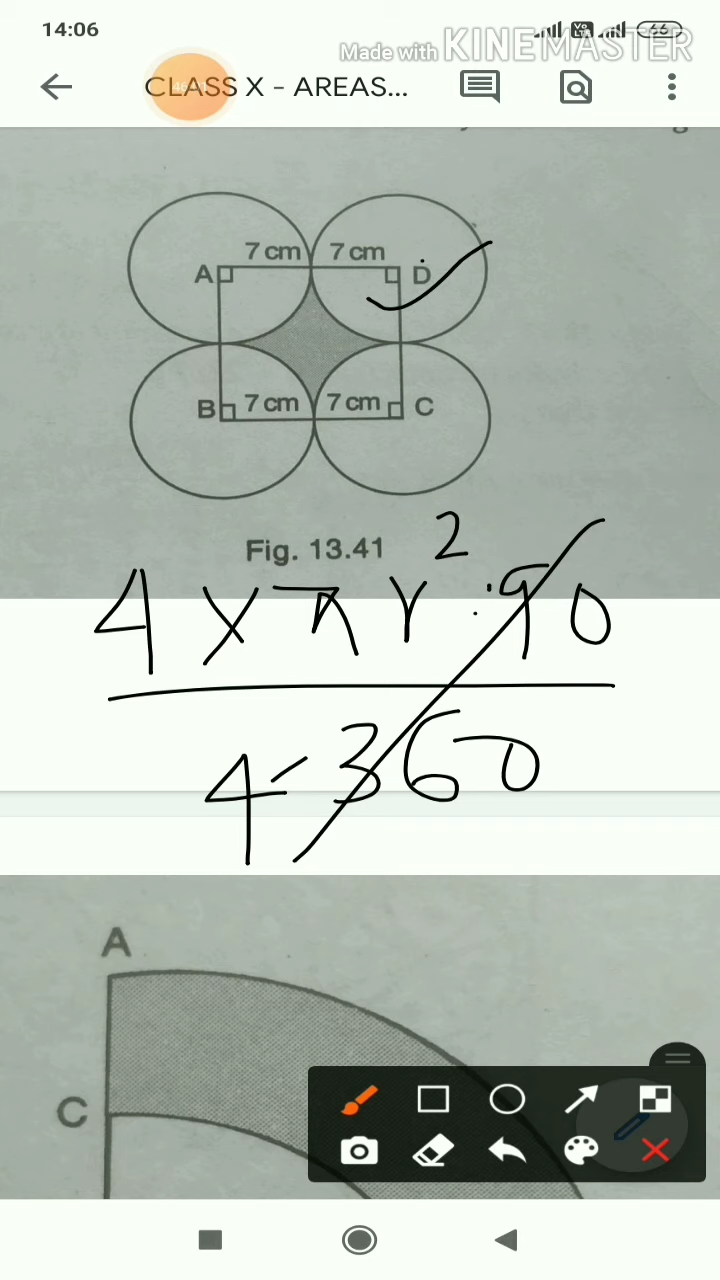 14:06
Made with KINEMASTER
CLASS X - AREAS...
7 cm 7 cm
A D
B 7 cm 7 cm C
Fig. 13.41
4 × π r² 90
4 360
A
C